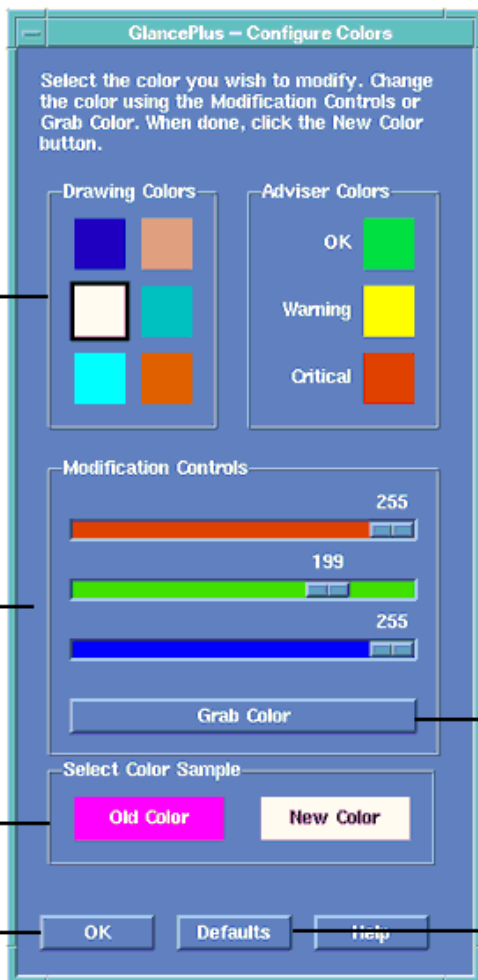 GlancePlus – Configure Colors
Select the color you wish to modify. Change
the color using the Modification Controls or
Grab Color. When done, click the New Color
button.
Drawing Colors
Adviser Colors
OK
Warning
Critical
Modification Controls
255
199
255
Grab Color
Select Color Sample
Old Color
New Color
OK
Defaults
Help